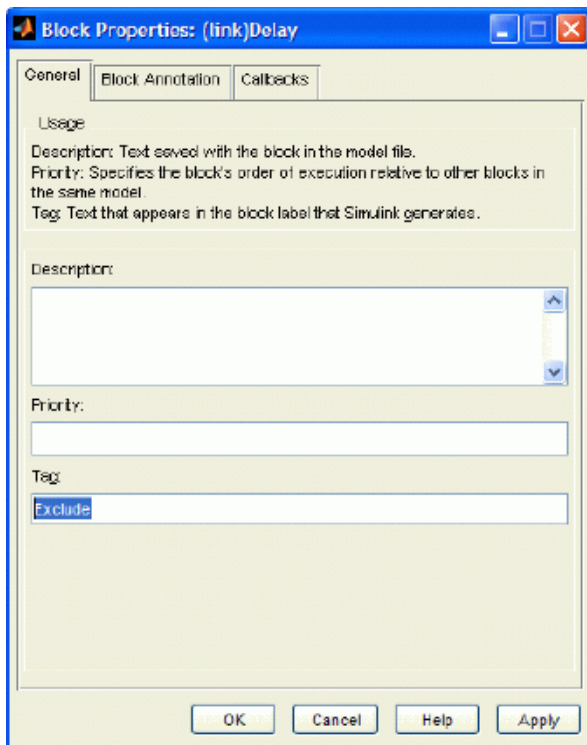 Block Properties: (link)Delay
General Block Annotation Callbacks
Usage
Description: Text saved with the block in the model file.
Priority: Specifies the block's order of execution relative to other blocks in
the same model.
Tag: Text that appears in the block label that Simulink generates.
Description:
Priority:
Tag:
Exclude
OK Cancel Help Apply